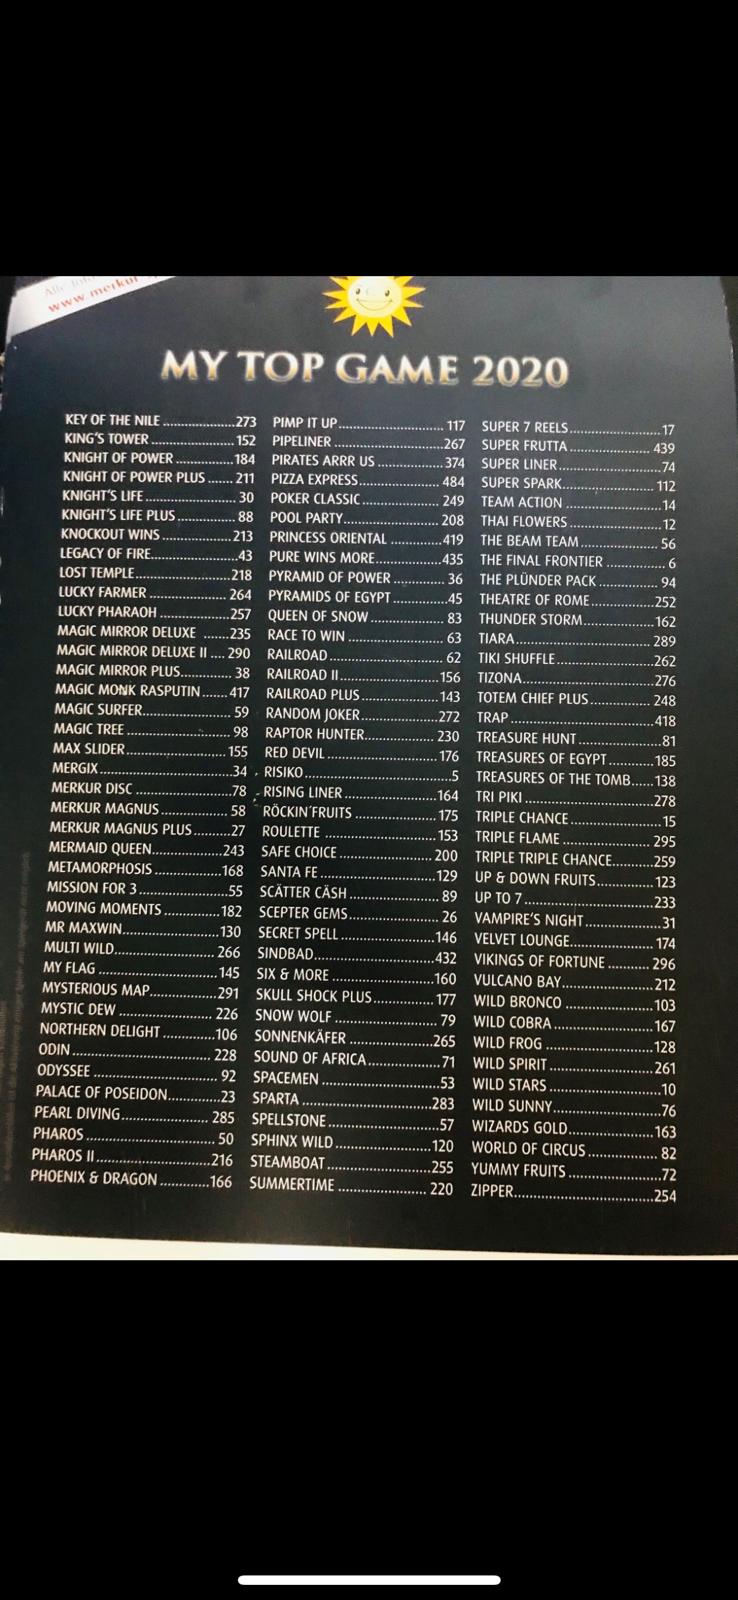 www.merkur
MY TOP GAME 2020
KEY OF THE NILE 273
KING'S TOWER 152
KNIGHT OF POWER 184
KNIGHT OF POWER PLUS 211
KNIGHT'S LIFE 30
KNIGHT'S LIFE PLUS 88
KNOCKOUT WINS 213
LEGACY OF FIRE 43
LOST TEMPLE 218
LUCKY FARMER 264
LUCKY PHARAOH 257
MAGIC MIRROR DELUXE 235
MAGIC MIRROR DELUXE II 290
MAGIC MIRROR PLUS 38
MAGIC MONK RASPUTIN 417
MAGIC SURFER 59
MAGIC TREE 98
MAX SLIDER 155
MERGIX 34
MERKUR DISC 78
MERKUR MAGNUS 58
MERKUR MAGNUS PLUS 27
MERMAID QUEEN 243
METAMORPHOSIS 168
MISSION FOR 3 55
MOVING MOMENTS 182
MR MAXWIN 130
MULTI WILD 266
MY FLAG 145
MYSTERIOUS MAP 291
MYSTIC DEW 226
NORTHERN DELIGHT 106
ODIN 228
ODYSSEE 92
PALACE OF POSEIDON 23
PEARL DIVING 285
PHAROS 50
PHAROS II 216
PHOENIX & DRAGON 166
PIMP IT UP 117
PIPELINER 267
PIRATES ARRR US 374
PIZZA EXPRESS 484
POKER CLASSIC 249
POOL PARTY 208
PRINCESS ORIENTAL 419
PURE WINS MORE 435
PYRAMID OF POWER 36
PYRAMIDS OF EGYPT 45
QUEEN OF SNOW 83
RACE TO WIN 63
RAILROAD 62
RAILROAD II 156
RAILROAD PLUS 143
RANDOM JOKER 272
RAPTOR HUNTER 230
RED DEVIL 176
RISIKO 5
RISING LINER 164
RÖCKIN´FRUITS 175
ROULETTE 153
SAFE CHOICE 200
SANTA FE 129
SCÄTTER CÄSH 89
SCEPTER GEMS 26
SECRET SPELL 146
SINDBAD 432
SIX & MORE 160
SKULL SHOCK PLUS 177
SNOW WOLF 79
SONNENKÄFER 265
SOUND OF AFRICA 71
SPACEMEN 53
SPARTA 283
SPELLSTONE 57
SPHINX WILD 120
STEAMBOAT 255
SUMMERTIME 220
SUPER 7 REELS 17
SUPER FRUTTA 439
SUPER LINER 74
SUPER SPARK 112
TEAM ACTION 14
THAI FLOWERS 12
THE BEAM TEAM 56
THE FINAL FRONTIER 6
THE PLÜNDER PACK 94
THEATRE OF ROME 252
THUNDER STORM 162
TIARA 289
TIKI SHUFFLE 262
TIZONA 276
TOTEM CHIEF PLUS 248
TRAP 418
TREASURE HUNT 81
TREASURES OF EGYPT 185
TREASURES OF THE TOMB 138
TRI PIKI 278
TRIPLE CHANCE 15
TRIPLE FLAME 295
TRIPLE TRIPLE CHANCE 259
UP & DOWN FRUITS 123
UP TO 7 233
VAMPIRE'S NIGHT 31
VELVET LOUNGE 174
VIKINGS OF FORTUNE 296
VULCANO BAY 212
WILD BRONCO 103
WILD COBRA 167
WILD FROG 128
WILD SPIRIT 261
WILD STARS 10
WILD SUNNY 76
WIZARDS GOLD 163
WORLD OF CIRCUS 82
YUMMY FRUITS 72
ZIPPER 254